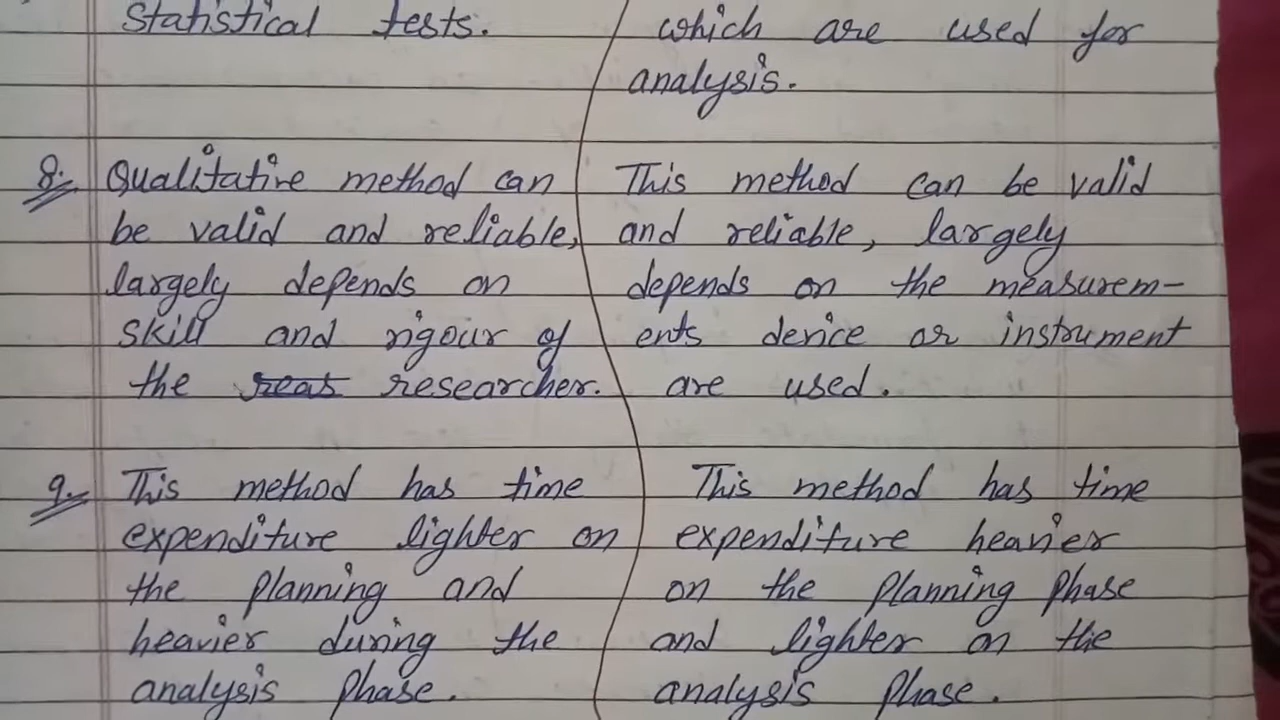 Statistical tests.
which are used for
analysis.
8. Qualitative method can
be valid and reliable,
largely depends on
skill and rigour of
the reas researcher.
This method can be valid
and reliable, largely
depends on the measurem-
ents device or instrument
are used.
9. This method has time
expenditure lighter on
the planning and
heavier during the
analysis phase.
This method has time
expenditure heavier
on the planning phase
and lighter on the
analysis phase.